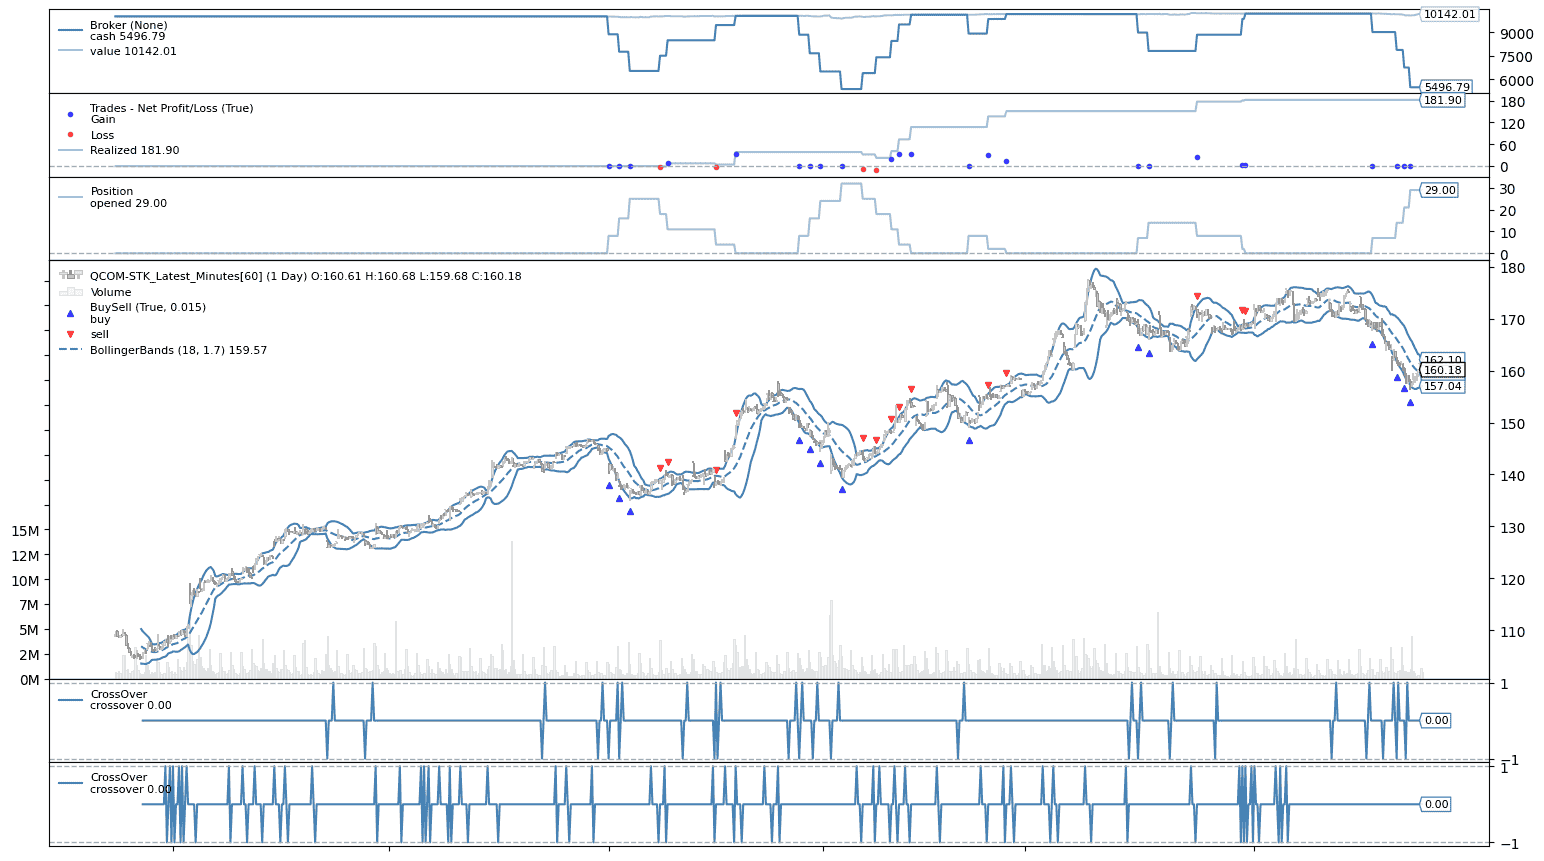 Broker (None)
cash 5496.79
value 10142.01
10142.01
9000
7500
6000
5496.79
Trades - Net Profit/Loss (True)
Gain
Loss
Realized 181.90
181.90
180
120
60
0
Position
opened 29.00
30
29.00
20
10
0
QCOM-STK_Latest_Minutes[60] (1 Day) O:160.61 H:160.68 L:159.68 C:160.18
Volume
BuySell (True, 0.015)
buy
sell
BollingerBands (18, 1.7) 159.57
180
170
162.10
160.18
160
157.04
150
140
130
120
110
15M
12M
10M
7M
5M
2M
0M
CrossOver
crossover 0.00
1
0.00
−1
CrossOver
crossover 0.00
1
0.00
−1